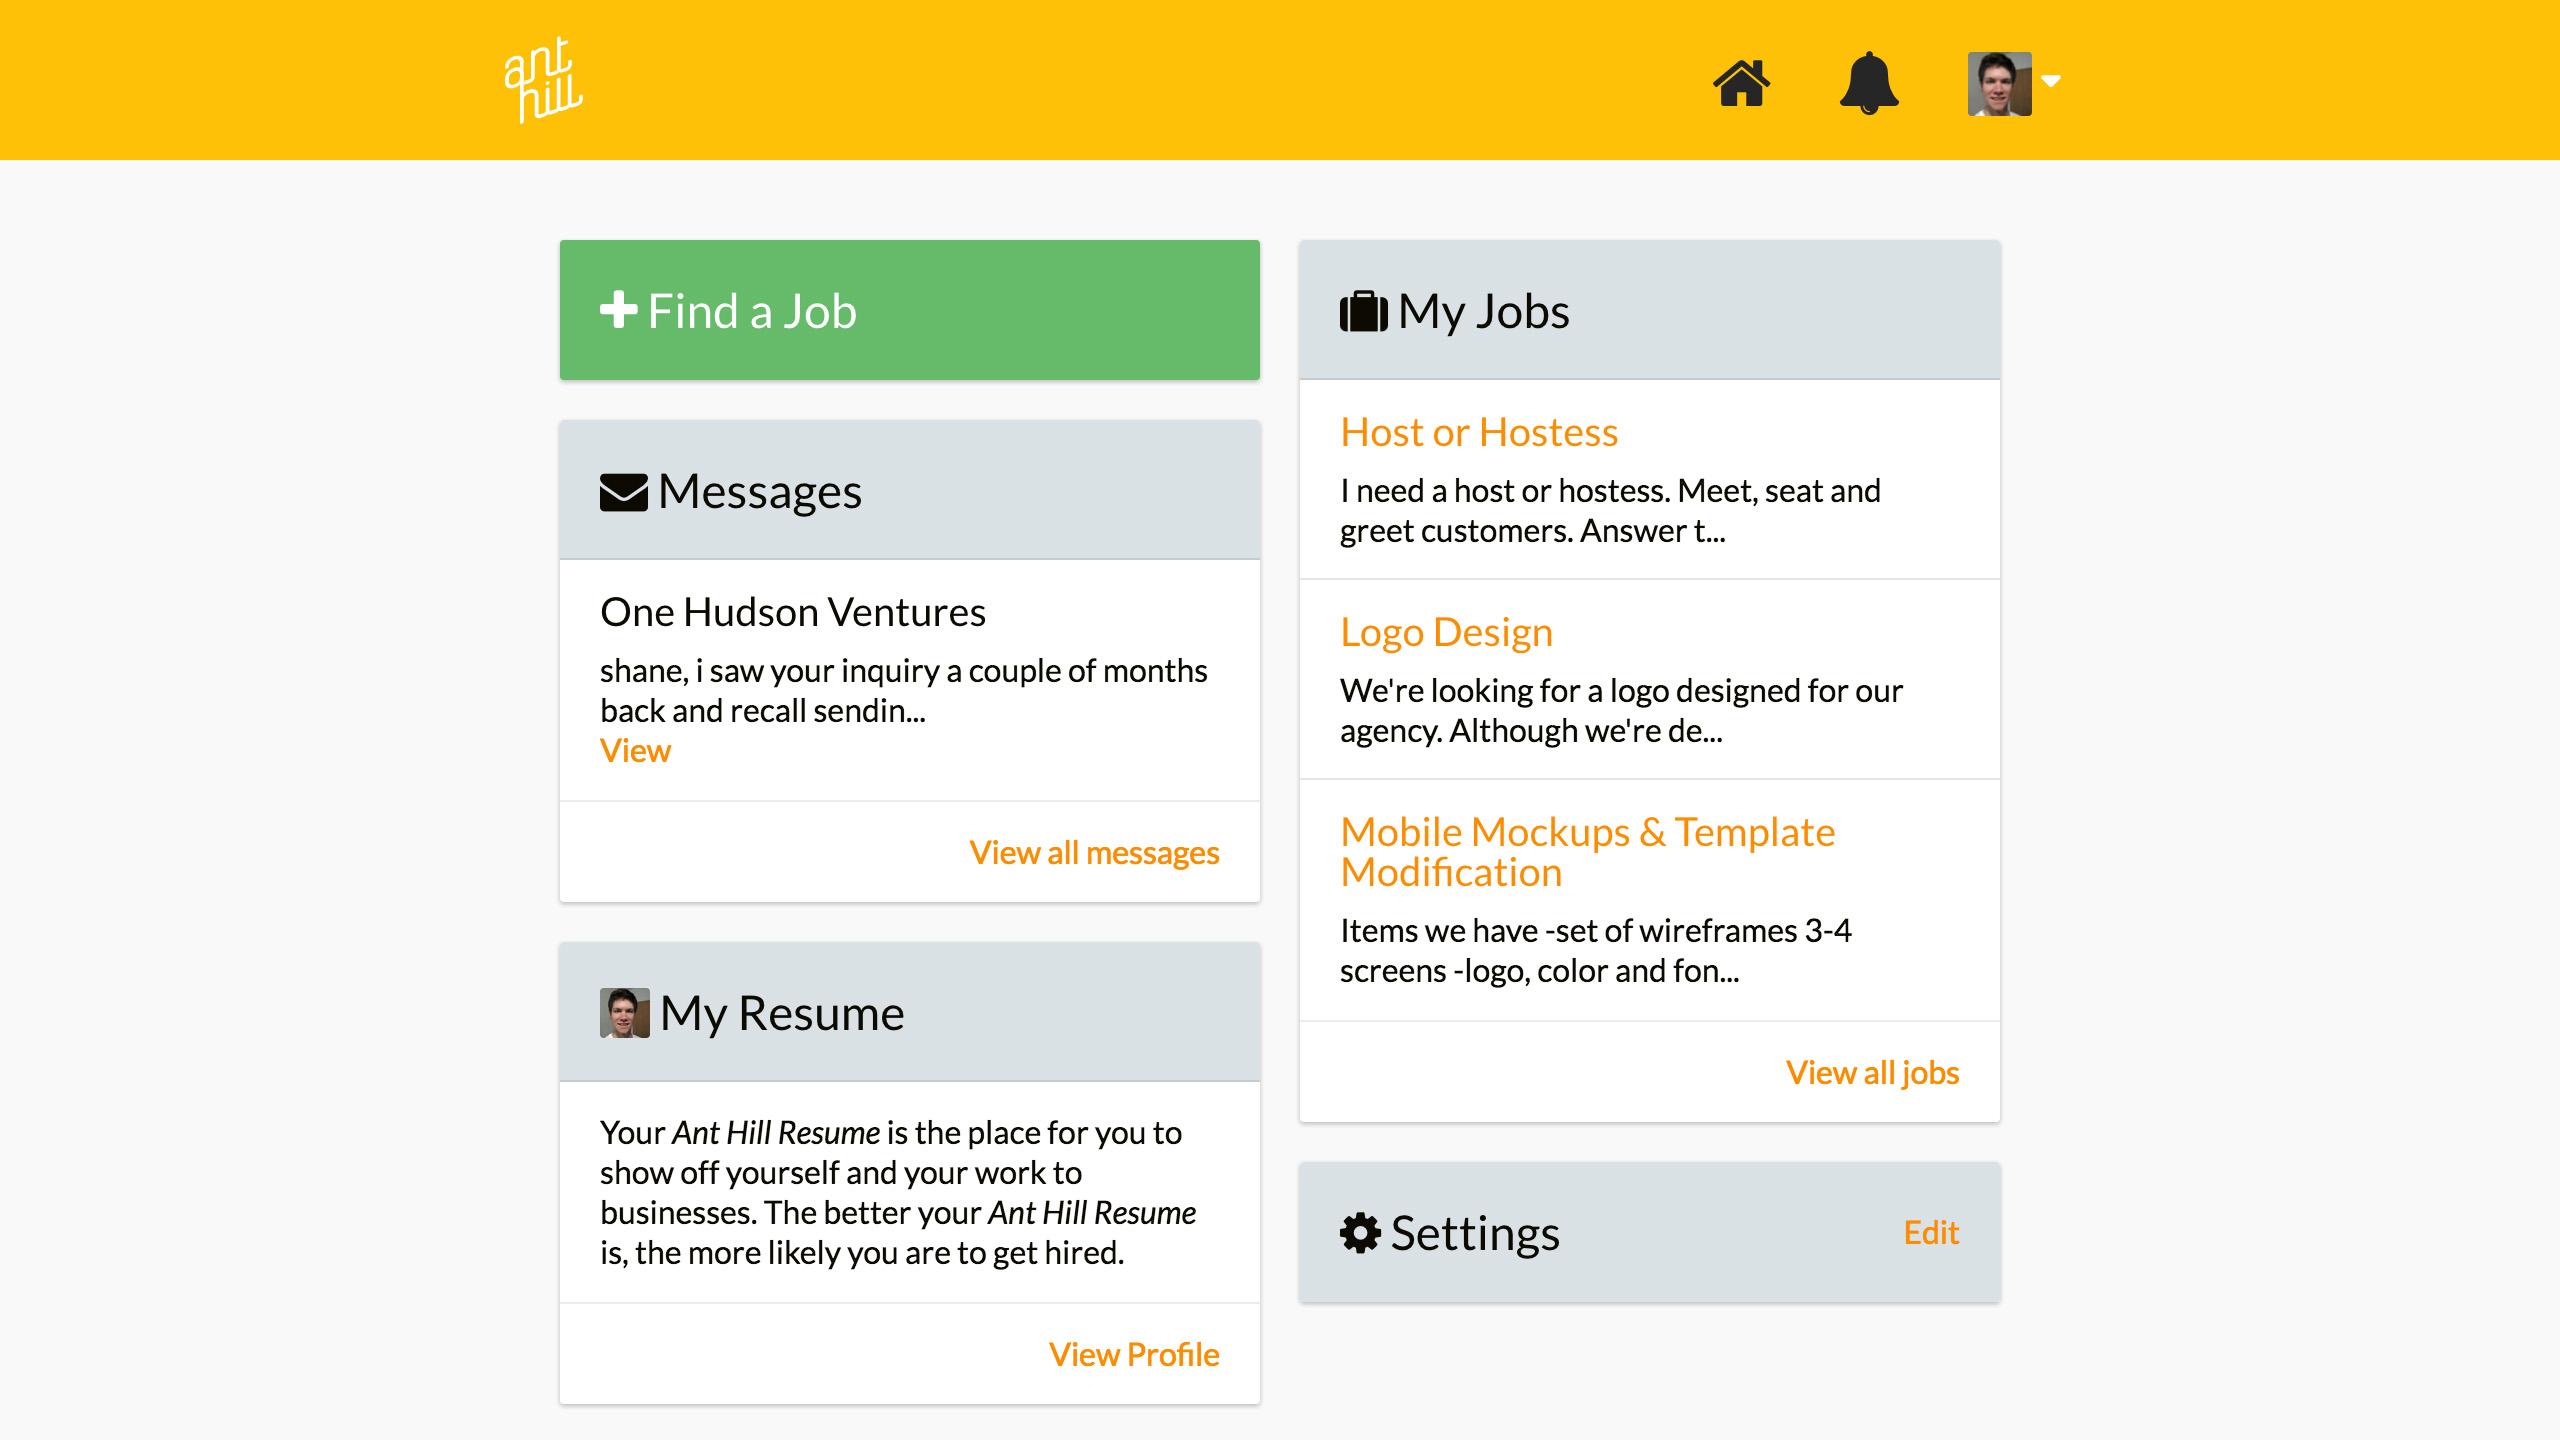 ant
hill
Find a Job
Messages
One Hudson Ventures
shane, i saw your inquiry a couple of months
back and recall sendin...
View
View all messages
My Resume
Your Ant Hill Resume is the place for you to
show off yourself and your work to
businesses. The better your Ant Hill Resume
is, the more likely you are to get hired.
View Profile
My Jobs
Host or Hostess
I need a host or hostess. Meet, seat and
greet customers. Answer t...
Logo Design
We're looking for a logo designed for our
agency. Although we're de...
Mobile Mockups & Template
Modification
Items we have -set of wireframes 3-4
screens -logo, color and fon...
View all jobs
Settings
Edit